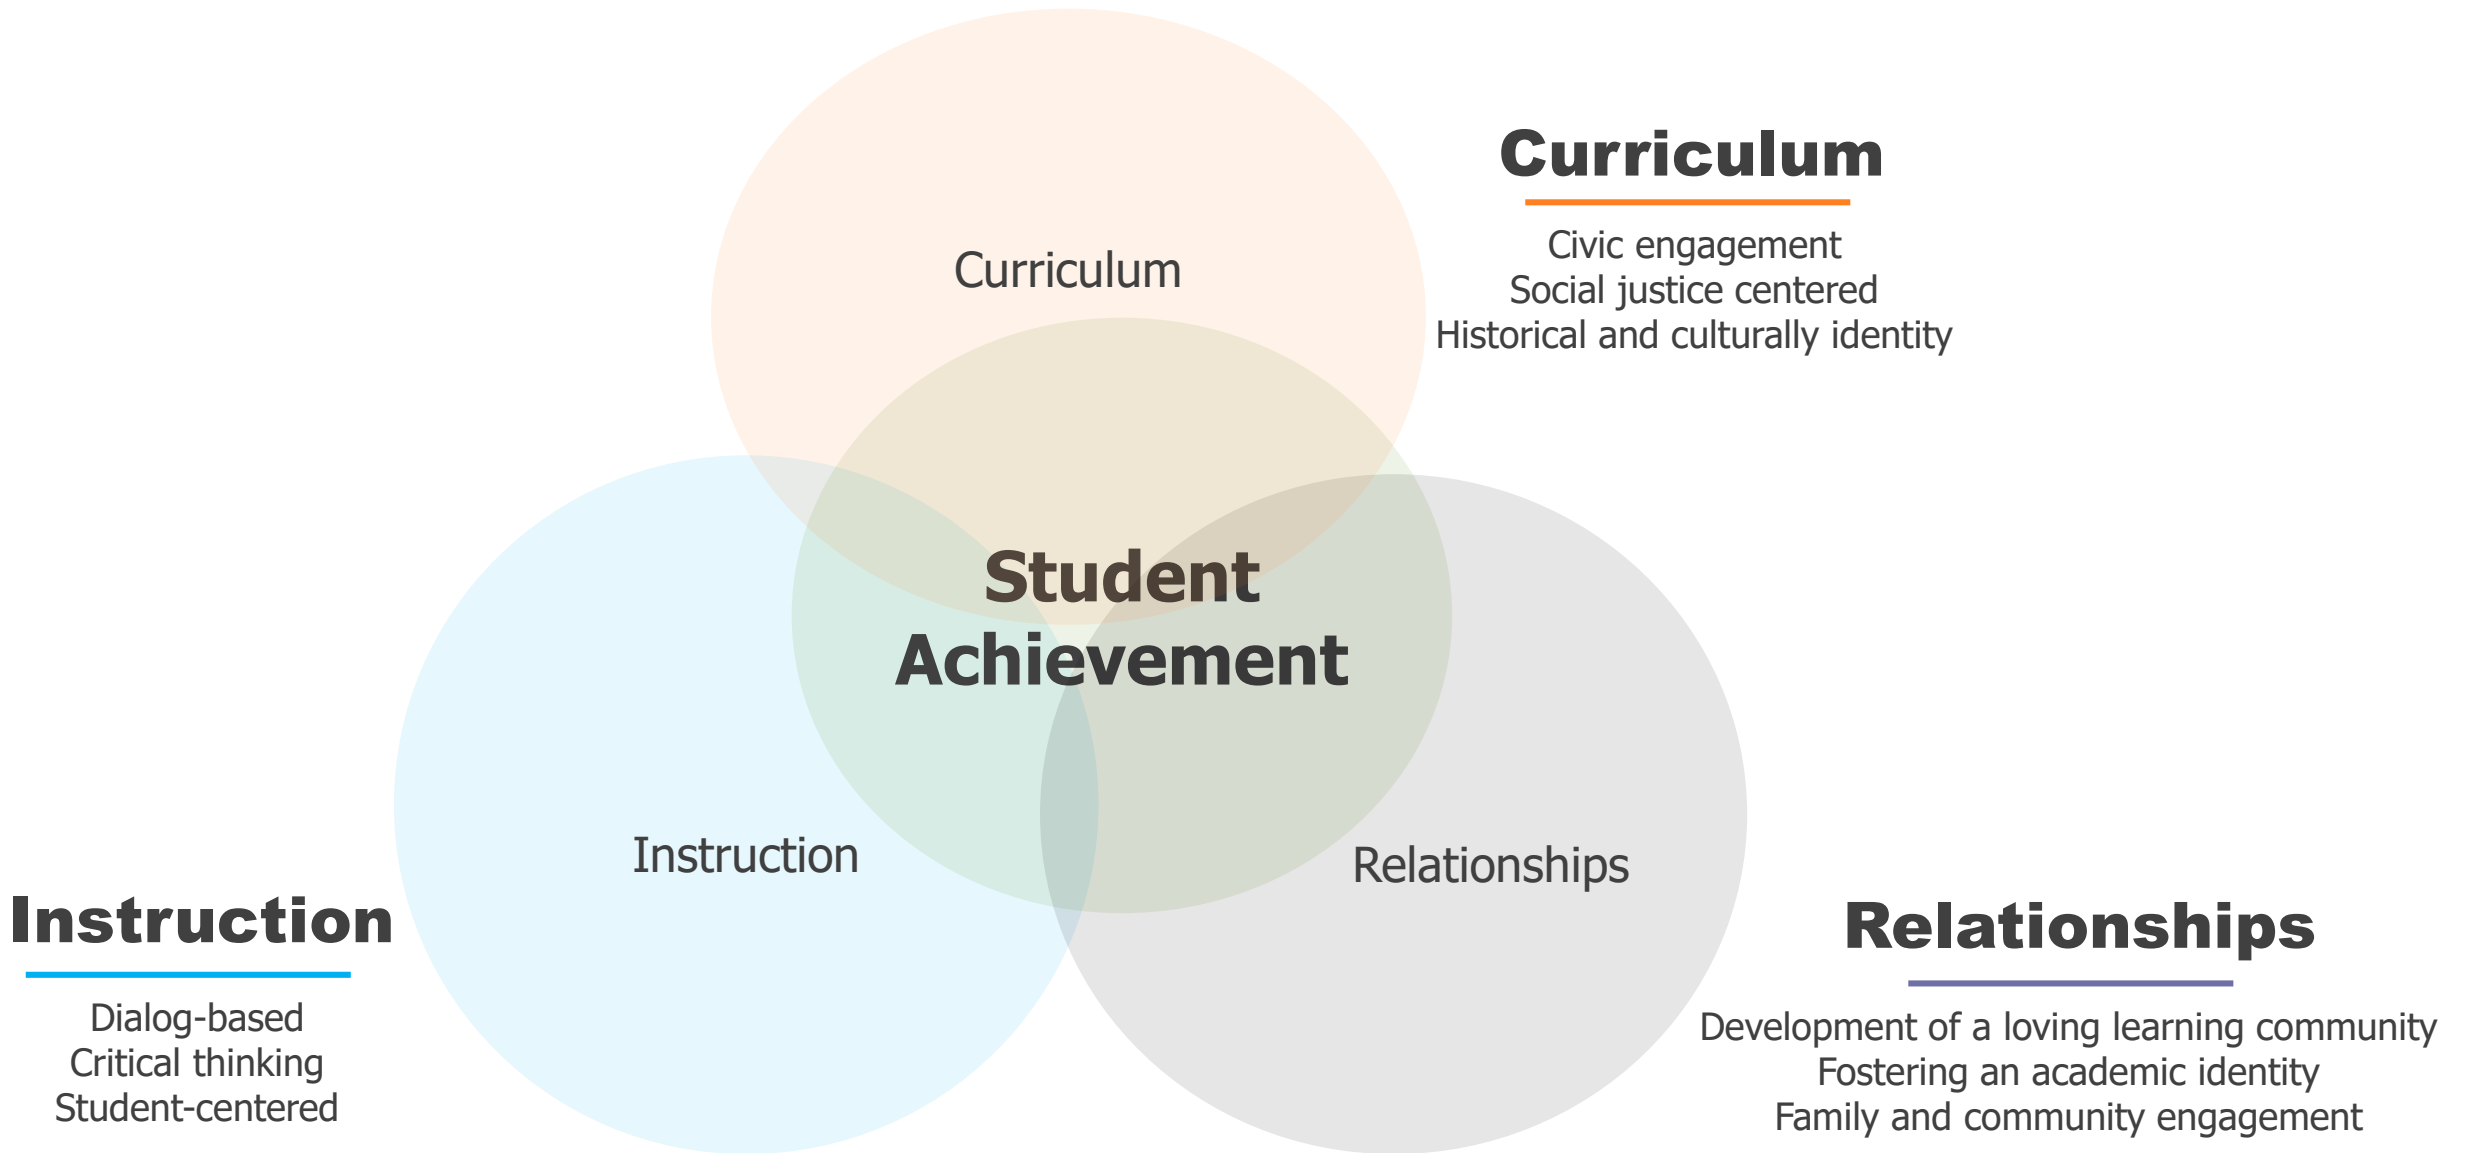 Curriculum
Curriculum
Civic engagement
Social justice centered
Historical and culturally identity
Student
Achievement
Instruction
Relationships
Instruction
Dialog-based
Critical thinking
Student-centered
Relationships
Development of a loving learning community
Fostering an academic identity
Family and community engagement